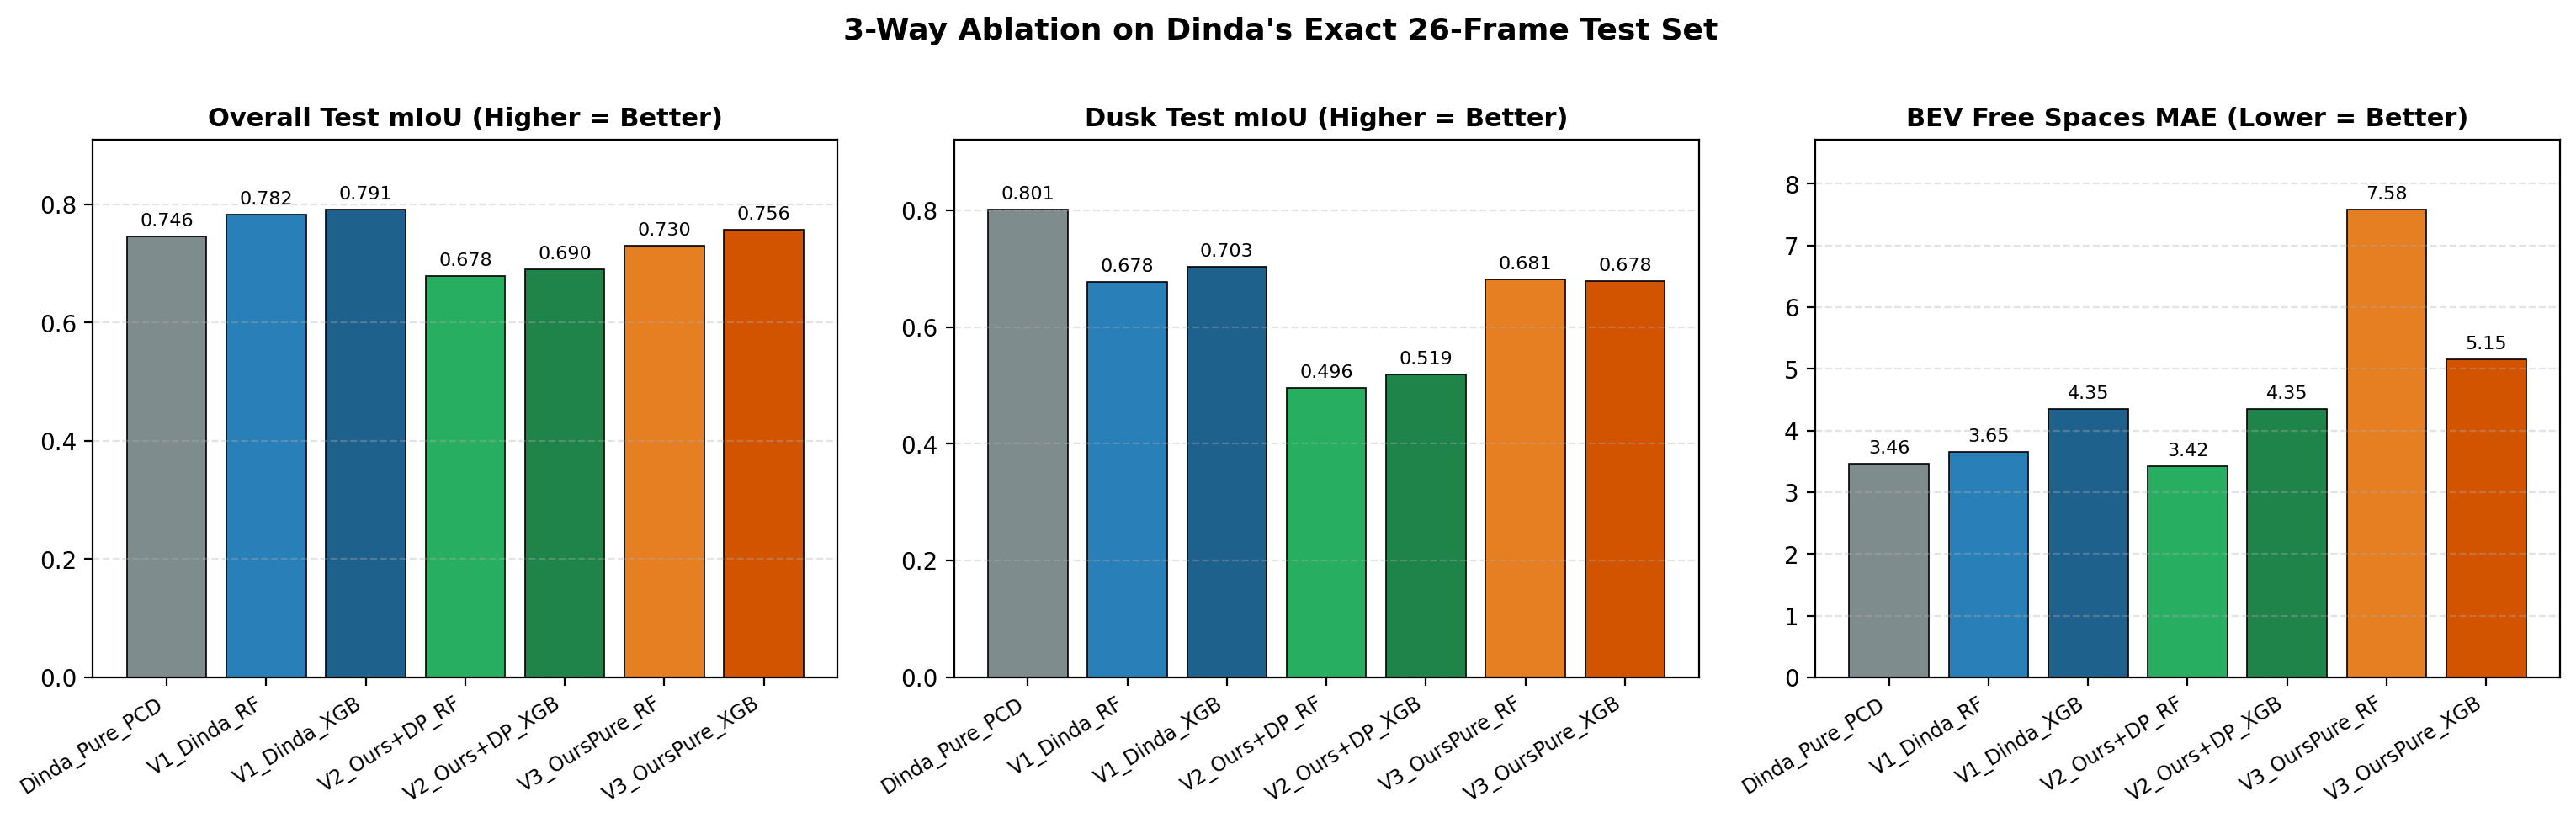 3-Way Ablation on Dinda's Exact 26-Frame Test Set
Overall Test mIoU (Higher = Better)
0.8
0.6
0.4
0.2
0.0
0.746
0.782
0.791
0.678
0.690
0.730
0.756
Dinda_Pure_PCD
V1_Dinda_RF
V1_Dinda_XGB
V2_Ours+DP_RF
V2_Ours+DP_XGB
V3_OursPure_RF
V3_OursPure_XGB
Dusk Test mIoU (Higher = Better)
0.8
0.6
0.4
0.2
0.0
0.801
0.678
0.703
0.496
0.519
0.681
0.678
Dinda_Pure_PCD
V1_Dinda_RF
V1_Dinda_XGB
V2_Ours+DP_RF
V2_Ours+DP_XGB
V3_OursPure_RF
V3_OursPure_XGB
BEV Free Spaces MAE (Lower = Better)
8
7
6
5
4
3
2
1
0
3.46
3.65
4.35
3.42
4.35
7.58
5.15
Dinda_Pure_PCD
V1_Dinda_RF
V1_Dinda_XGB
V2_Ours+DP_RF
V2_Ours+DP_XGB
V3_OursPure_RF
V3_OursPure_XGB